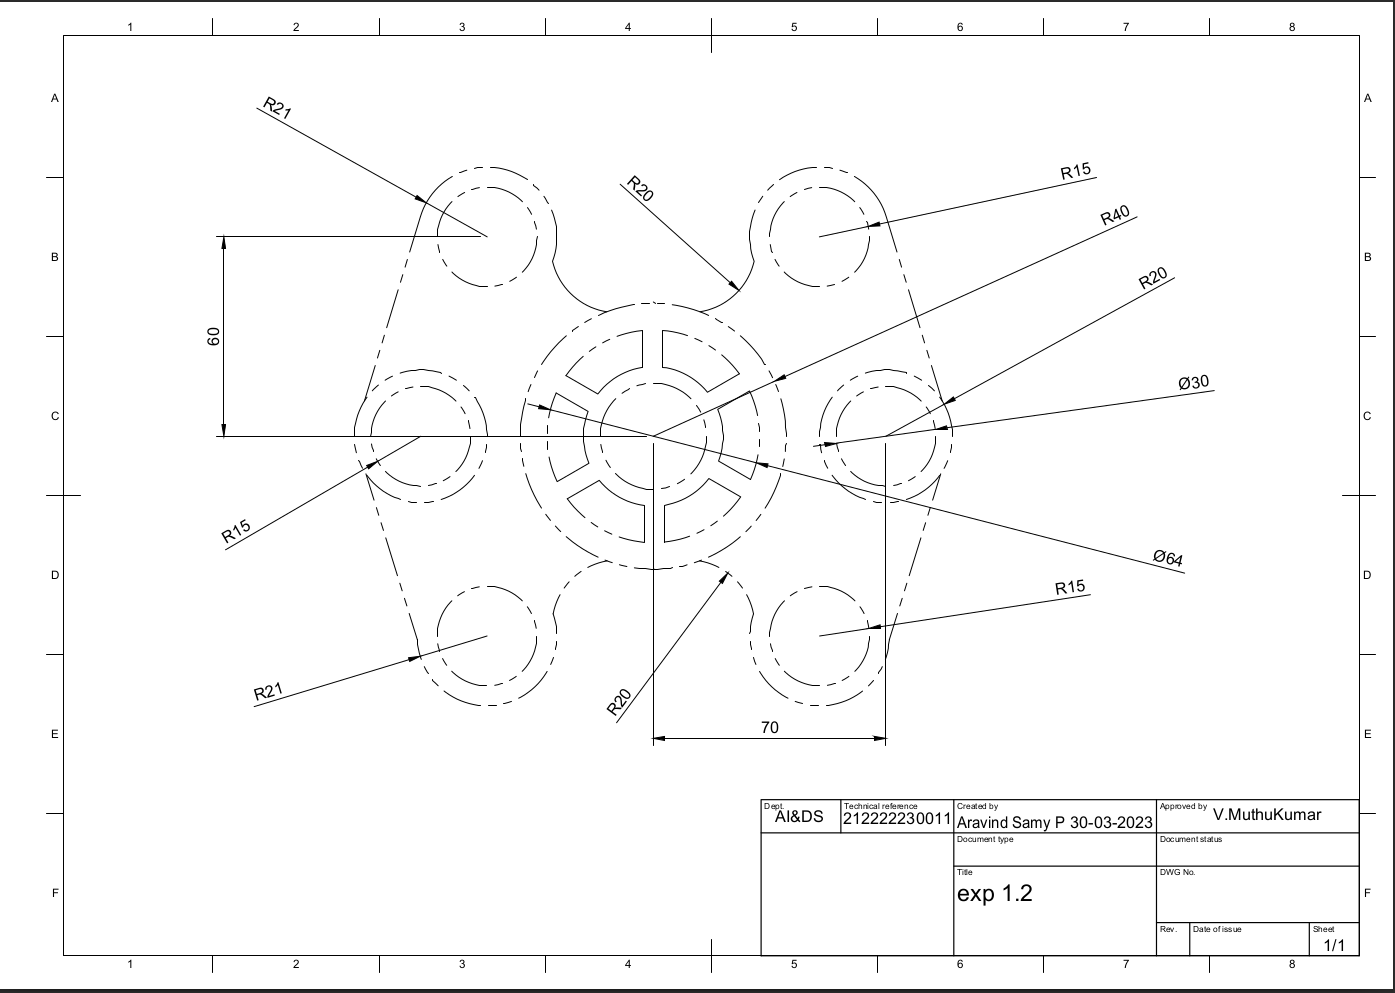 1 2 3 4 5 6 7 8
A A
R21
R15
R20
R40
B B
R20
60
Ø30
C C
R15
Ø64
D D
R15
R21
R20
70
E E
Dept. Technical reference Created by Approved by
AI&DS 212222230011 Aravind Samy P 30-03-2023 V.MuthuKumar
Document type Document status
Title DWG No.
exp 1.2
F F
Rev. Date of issue Sheet
1/1
1 2 3 4 5 6 7 8